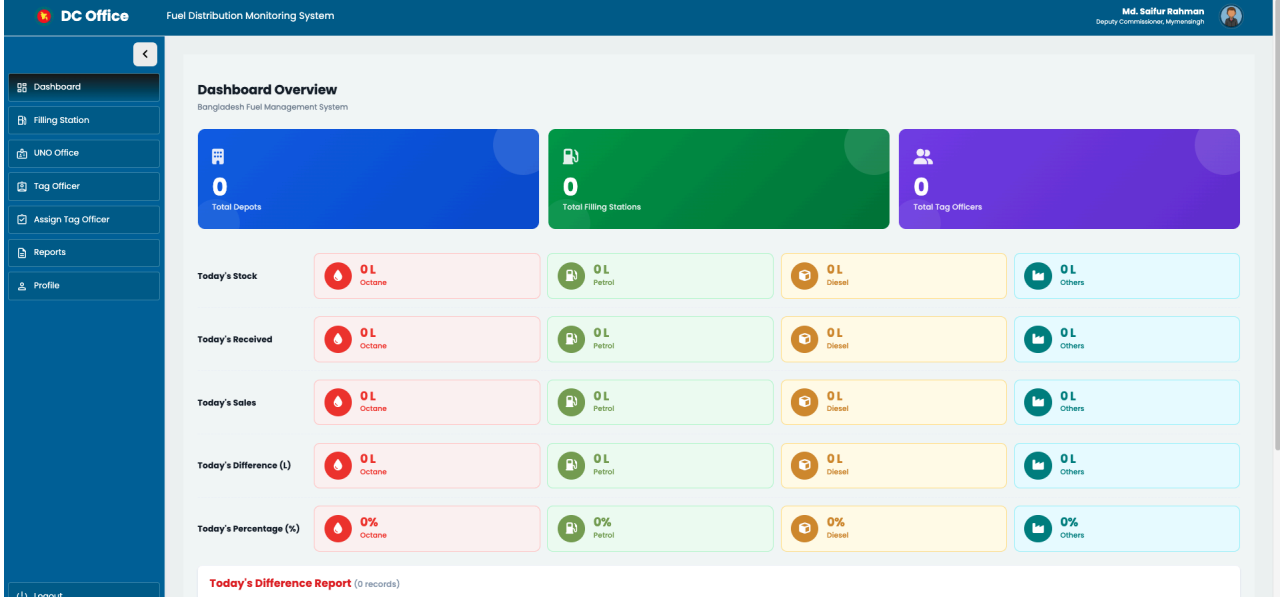 DC Office
Fuel Distribution Monitoring System
Md. Saifur Rahman
Deputy Commissioner, Mymensingh
Dashboard
Filling Station
UNO Office
Tag Officer
Assign Tag Officer
Reports
Profile
Logout
Dashboard Overview
Bangladesh Fuel Management System
0
Total Depots
0
Total Filling Stations
0
Total Tag Officers
Today's Stock
0 L
Octane
0 L
Petrol
0 L
Diesel
0 L
Others
Today's Received
0 L
Octane
0 L
Petrol
0 L
Diesel
0 L
Others
Today's Sales
0 L
Octane
0 L
Petrol
0 L
Diesel
0 L
Others
Today's Difference (L)
0 L
Octane
0 L
Petrol
0 L
Diesel
0 L
Others
Today's Percentage (%)
0%
Octane
0%
Petrol
0%
Diesel
0%
Others
Today's Difference Report (0 records)